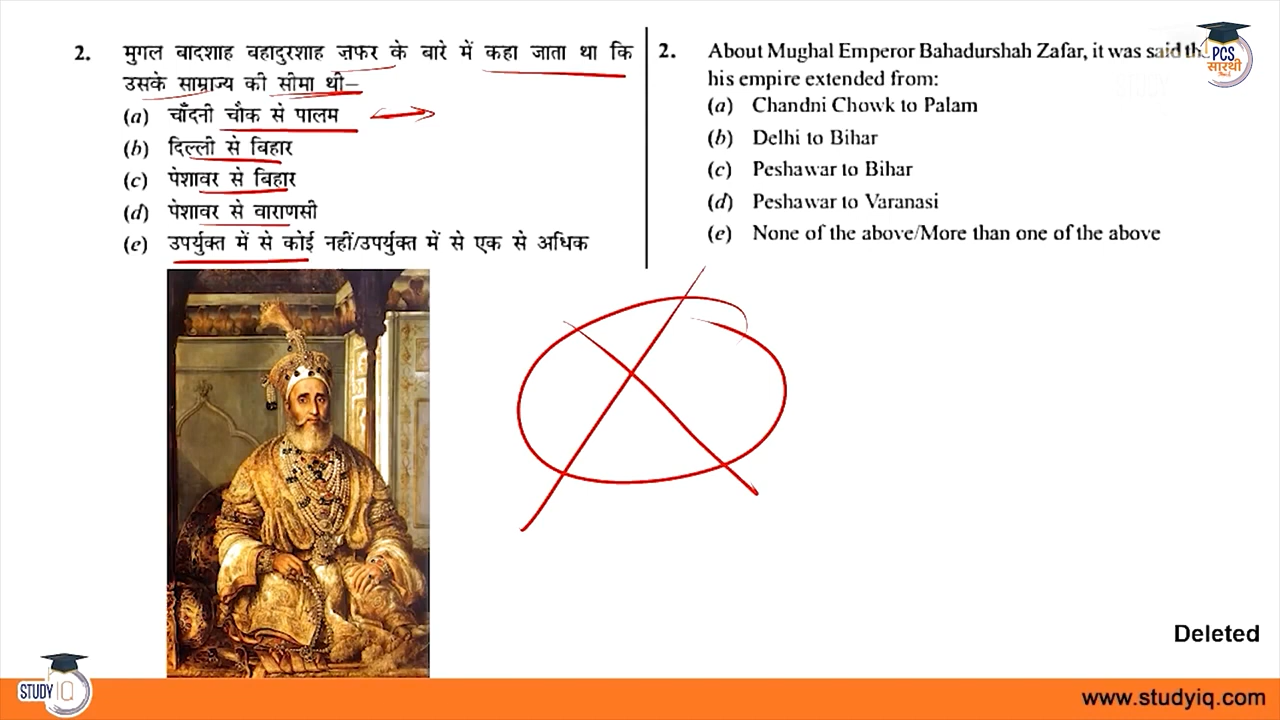 2. मुगल बादशाह बहादुरशाह ज़फर के बारे में कहा जाता था कि
उसके साम्राज्य की सीमा थी–
(a) चाँदनी चौक से पालम
(b) दिल्ली से बिहार
(c) पेशावर से बिहार
(d) पेशावर से वाराणसी
(e) उपर्युक्त में से कोई नहीं/उपर्युक्त में से एक से अधिक
2. About Mughal Emperor Bahadurshah Zafar, it was said
his empire extended from:
(a) Chandni Chowk to Palam
(b) Delhi to Bihar
(c) Peshawar to Bihar
(d) Peshawar to Varanasi
(e) None of the above/More than one of the above
PCS
सारथी
Deleted
STUDY IQ
www.studyiq.com